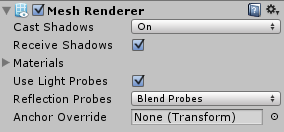 Mesh Renderer
Cast Shadows On
Receive Shadows
Materials
Use Light Probes
Reflection Probes Blend Probes
Anchor Override None (Transform)